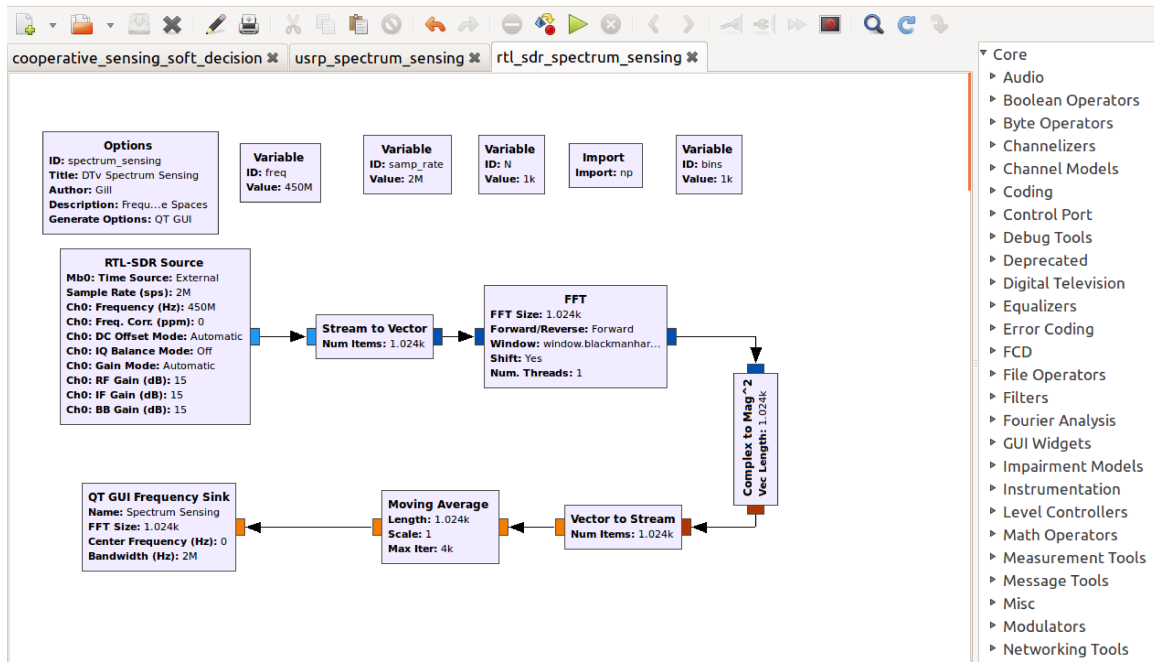 cooperative_sensing_soft_decision
usrp_spectrum_sensing
rtl_sdr_spectrum_sensing
Options
ID: spectrum_sensing
Title: DTv Spectrum Sensing
Author: Gill
Description: Frequ...e Spaces
Generate Options: QT GUI
Variable
ID: freq
Value: 450M
Variable
ID: samp_rate
Value: 2M
Variable
ID: N
Value: 1k
Import
Import: np
Variable
ID: bins
Value: 1k
RTL-SDR Source
Mb0: Time Source: External
Sample Rate (sps): 2M
Ch0: Frequency (Hz): 450M
Ch0: Freq. Corr. (ppm): 0
Ch0: DC Offset Mode: Automatic
Ch0: IQ Balance Mode: Off
Ch0: Gain Mode: Automatic
Ch0: RF Gain (dB): 15
Ch0: IF Gain (dB): 15
Ch0: BB Gain (dB): 15
Stream to Vector
Num Items: 1.024k
FFT
FFT Size: 1.024k
Forward/Reverse: Forward
Window: window.blackmanhar...
Shift: Yes
Num. Threads: 1
Complex to Mag^2
Vec Length: 1.024k
QT GUI Frequency Sink
Name: Spectrum Sensing
FFT Size: 1.024k
Center Frequency (Hz): 0
Bandwidth (Hz): 2M
Moving Average
Length: 1.024k
Scale: 1
Max Iter: 4k
Vector to Stream
Num Items: 1.024k
Core
Audio
Boolean Operators
Byte Operators
Channelizers
Channel Models
Coding
Control Port
Debug Tools
Deprecated
Digital Television
Equalizers
Error Coding
FCD
File Operators
Filters
Fourier Analysis
GUI Widgets
Impairment Models
Instrumentation
Level Controllers
Math Operators
Measurement Tools
Message Tools
Misc
Modulators
Networking Tools